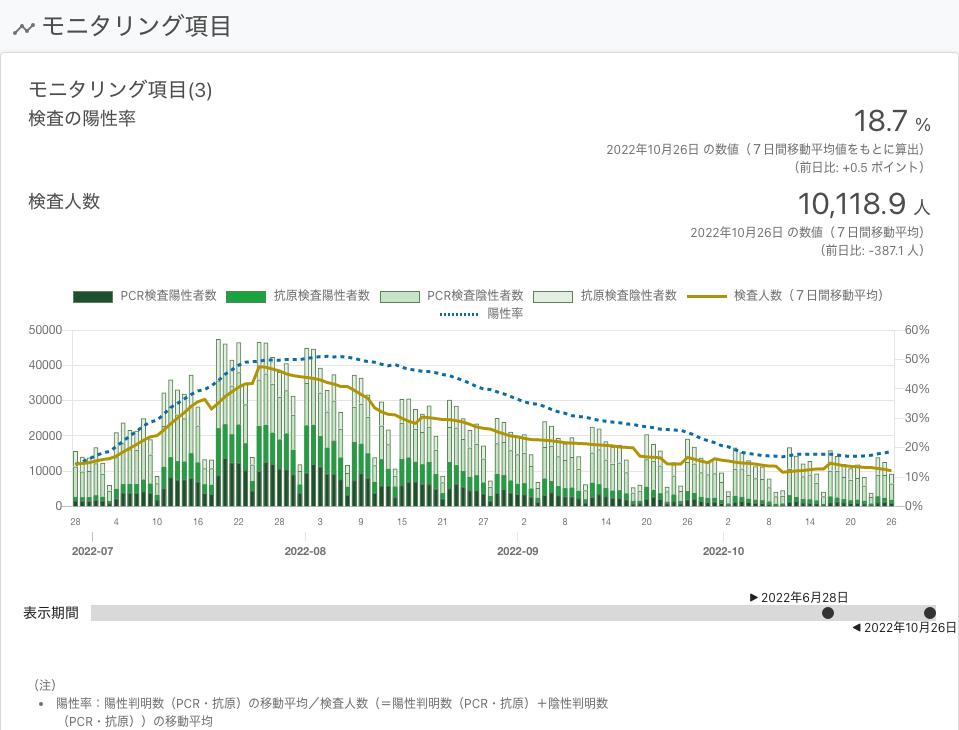 モニタリング項目
モニタリング項目(3)
検査の陽性率
18.7 %
2022年10月26日 の数値（７日間移動平均値をもとに算出）
（前日比: +0.5 ポイント）
検査人数
10,118.9 人
2022年10月26日 の数値（７日間移動平均）
（前日比: -387.1 人）
PCR検査陽性者数 抗原検査陽性者数 PCR検査陰性者数 抗原検査陰性者数 検査人数（７日間移動平均）
陽性率
50000 60%
50%
40000
40%
30000
30%
20000
20%
10000
10%
0 0%
28 4 10 16 22 28 3 9 15 21 27 2 8 14 20 26 2 8 14 20 26
2022-07 2022-08 2022-09 2022-10
▶ 2022年6月28日
表示期間
◀ 2022年10月26日
（注）
• 陽性率：陽性判明数（PCR・抗原）の移動平均／検査人数（＝陽性判明数（PCR・抗原）＋陰性判明数
（PCR・抗原））の移動平均